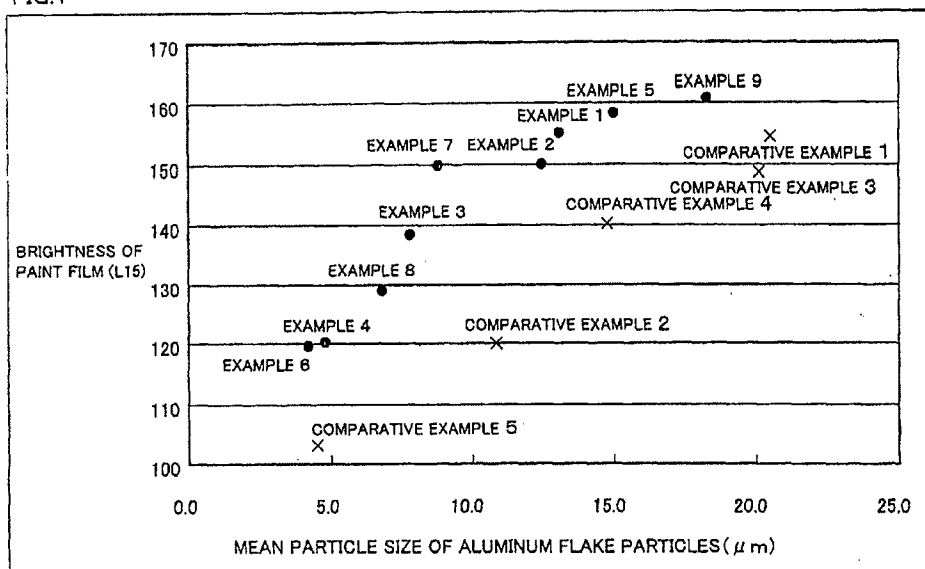 170
EXAMPLE 9
EXAMPLE 5
160
EXAMPLE 1
EXAMPLE 7
EXAMPLE 2
COMPARATIVE EXAMPLE 1
150
COMPARATIVE EXAMPLE 3
EXAMPLE 3
COMPARATIVE EXAMPLE 4
140
BRIGHTNESS OF
PAINT FILM (L15)
EXAMPLE 8
130
EXAMPLE 4
COMPARATIVE EXAMPLE 2
120
EXAMPLE 6
110
COMPARATIVE EXAMPLE 5
100
0.0 5.0 10.0 15.0 20.0 25.0
MEAN PARTICLE SIZE OF ALUMINUM FLAKE PARTICLES(μm)